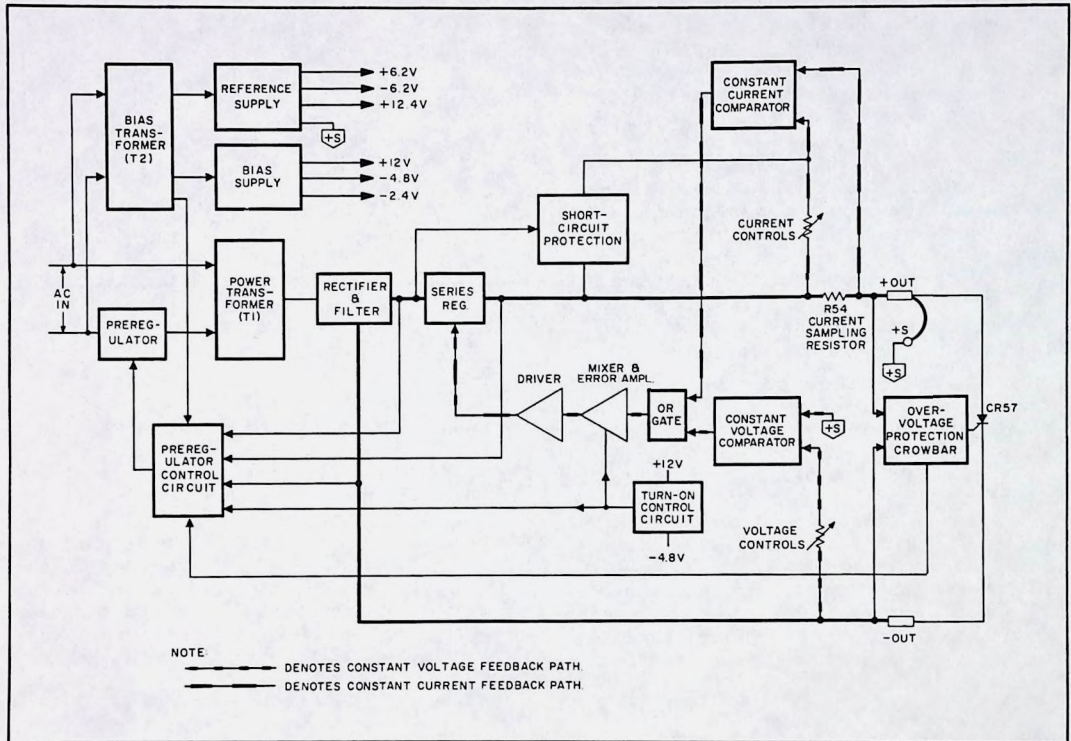 BIAS
TRANS-
FORMER
(T2)
REFERENCE
SUPPLY
+6.2V
-6.2V
+12.4V
+S
BIAS
SUPPLY
+12V
-4.8V
-2.4V
CONSTANT
CURRENT
COMPARATOR
SHORT-
CIRCUIT
PROTECTION
CURRENT
CONTROLS
AC
IN
POWER
TRANS-
FORMER
(T1)
RECTIFIER
&
FILTER
SERIES
REG.
+OUT
R54
CURRENT
SAMPLING
RESISTOR
+S
+S
PREREG-
ULATOR
DRIVER
MIXER &
ERROR AMPL.
OR
GATE
CONSTANT
VOLTAGE
COMPARATOR
+S
OVER-
VOLTAGE
PROTECTION
CROWBAR
CR57
PREREG-
ULATOR
CONTROL
CIRCUIT
+12V
TURN-ON
CONTROL
CIRCUIT
-4.8V
VOLTAGE
CONTROLS
-OUT
NOTE:
DENOTES CONSTANT VOLTAGE FEEDBACK PATH.
DENOTES CONSTANT CURRENT FEEDBACK PATH.